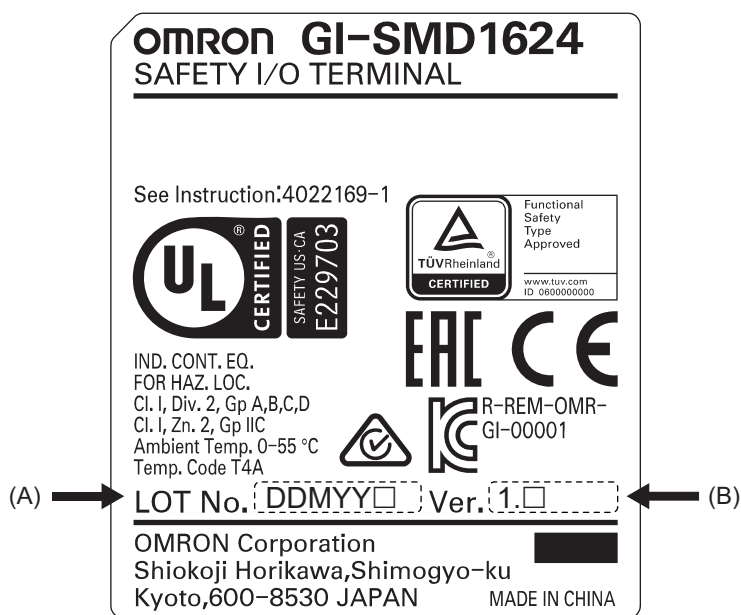 OMRON GI-SMD1624
SAFETY I/O TERMINAL
See Instruction:4022169-1
UL
®
CERTIFIED
SAFETY US·CA
E229703
TÜVRheinland
®
CERTIFIED
Functional
Safety
Type
Approved
www.tuv.com
ID 0600000000
EAC CE
IND. CONT. EQ.
FOR HAZ. LOC.
Cl. I, Div. 2, Gp A,B,C,D
Cl. I, Zn. 2, Gp IIC
Ambient Temp. 0-55 °C
Temp. Code T4A
R-REM-OMR-
GI-00001
(A) LOT No. DDMYY□ Ver. 1.□ (B)
OMRON Corporation
Shiokoji Horikawa,Shimogyo-ku
Kyoto,600-8530 JAPAN MADE IN CHINA